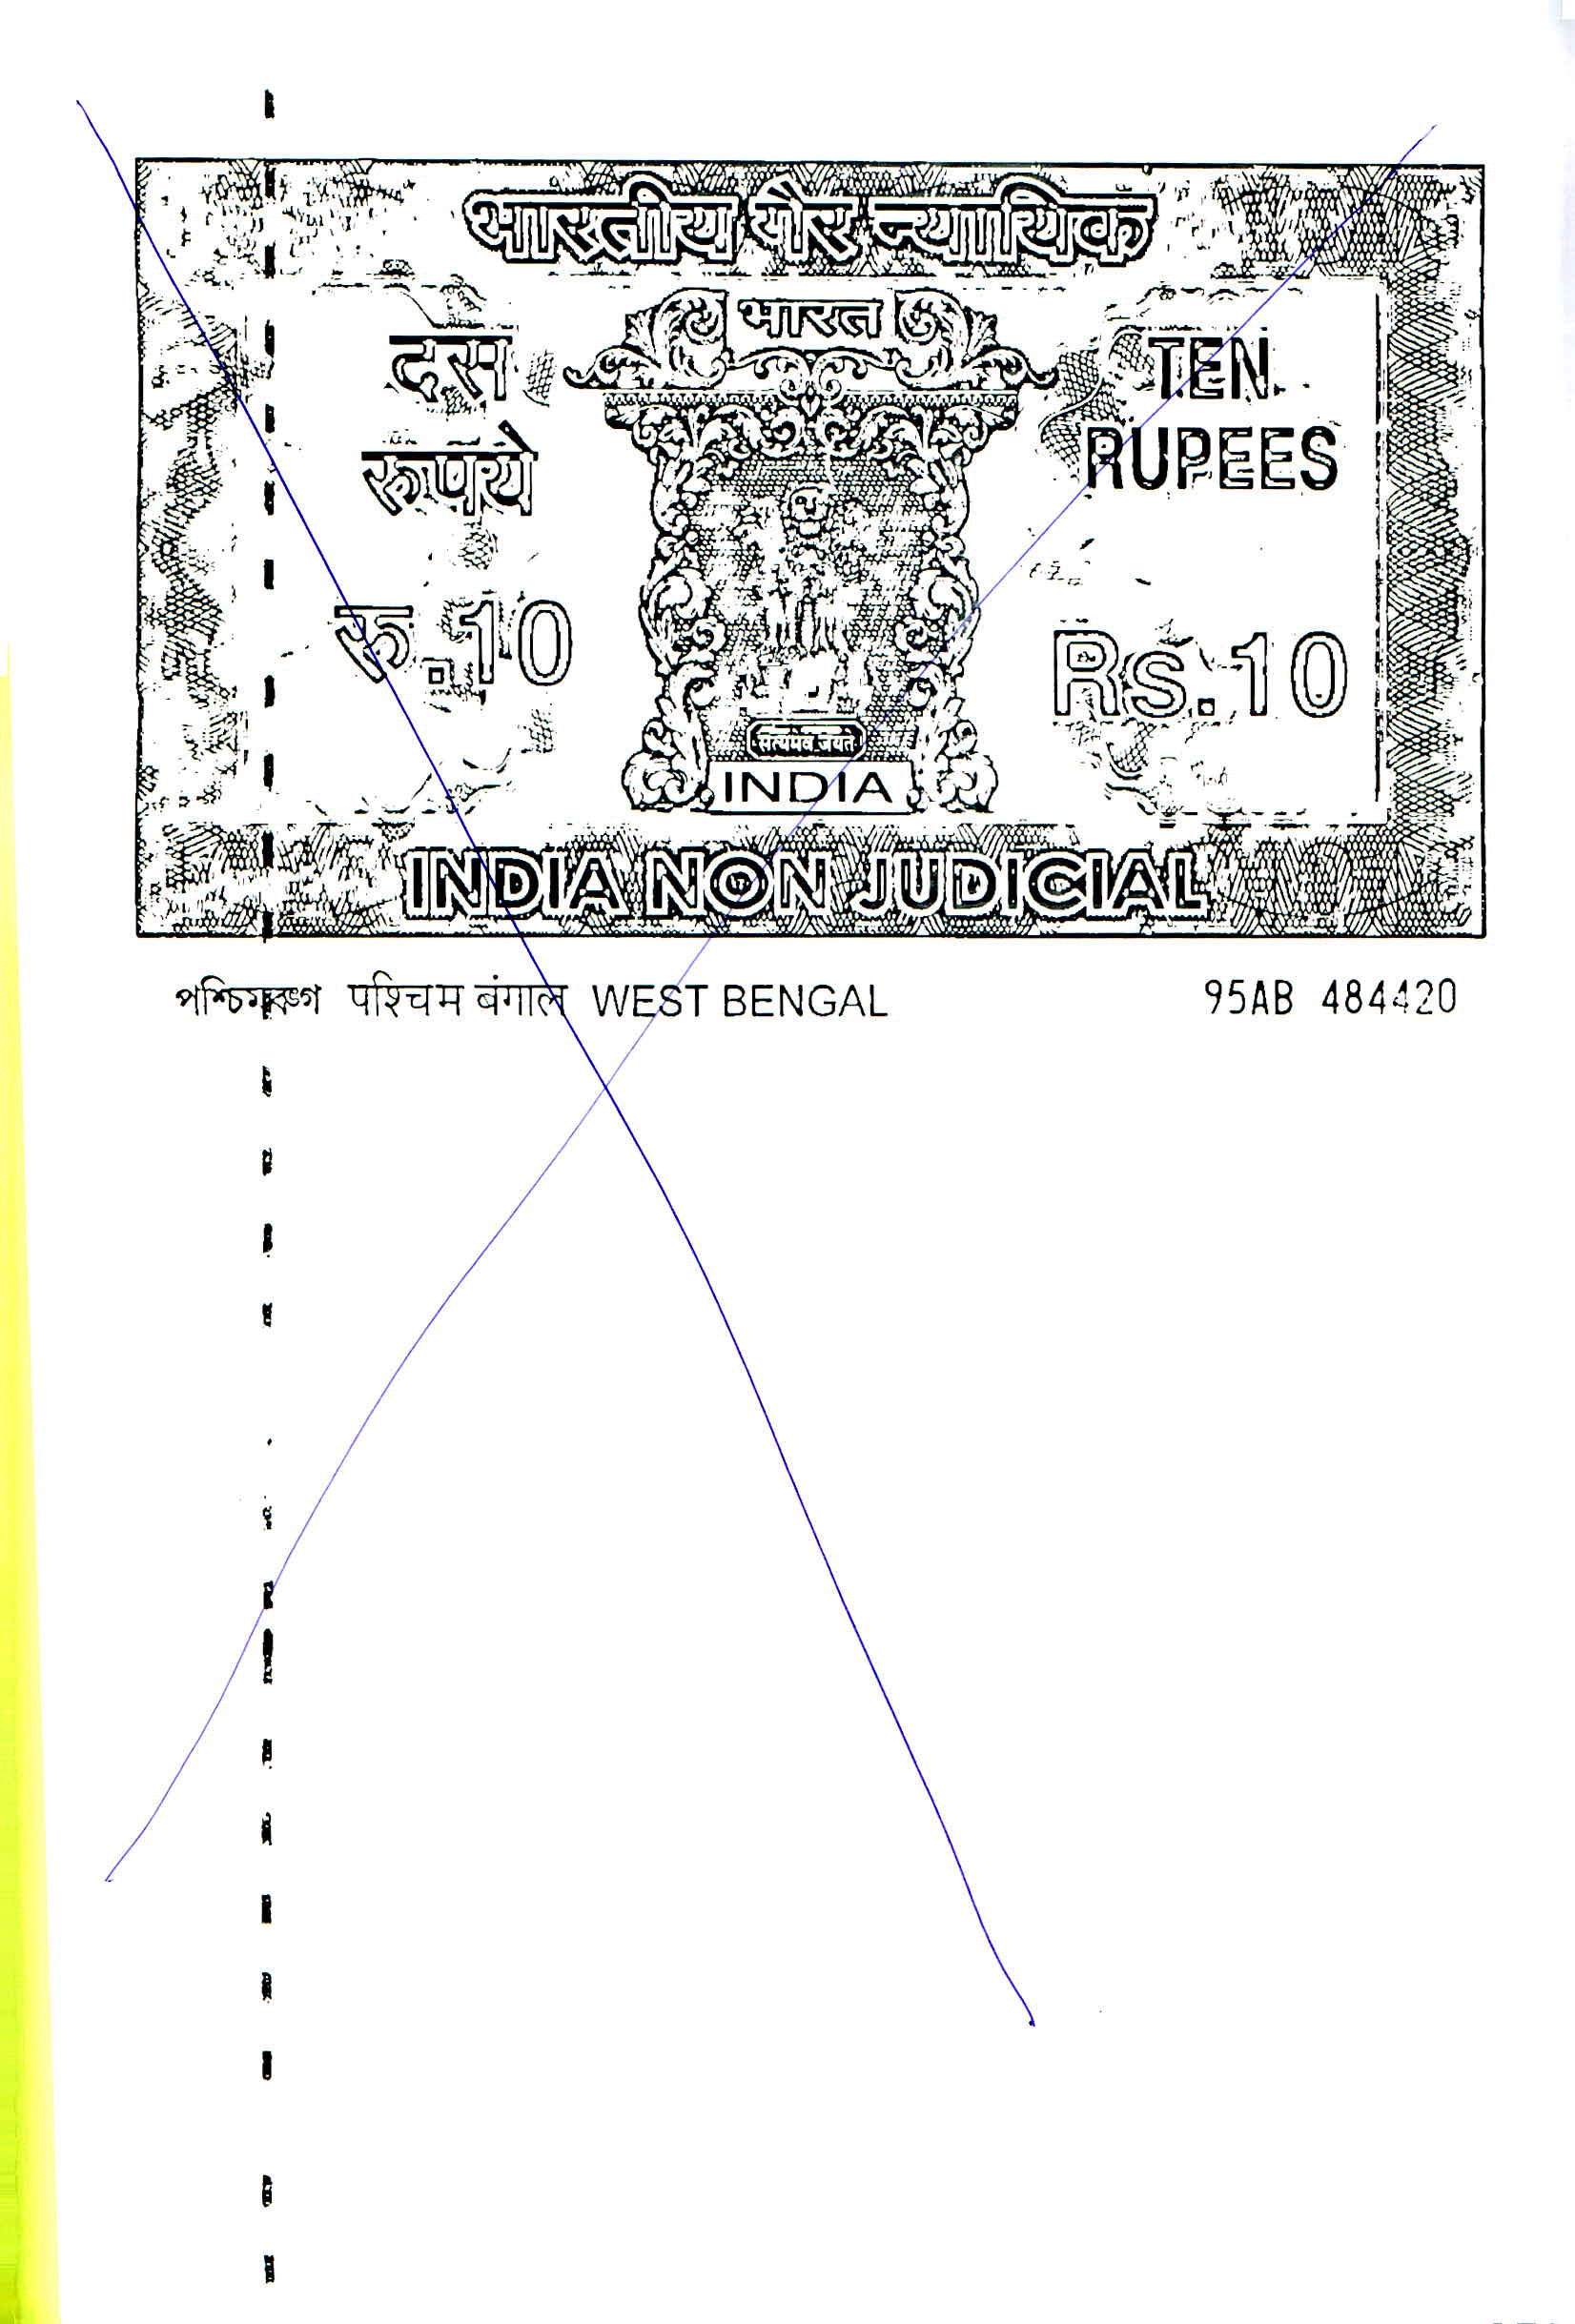 भारतीय गैर न्यायिक
भारत
दस
रुपये
TEN
RUPEES
रु.10
Rs.10
सत्यमेव जयते
INDIA
INDIA NON JUDICIAL
পশ্চিমবঙ্গ पश्चिम बंगाल WEST BENGAL 95AB 484420